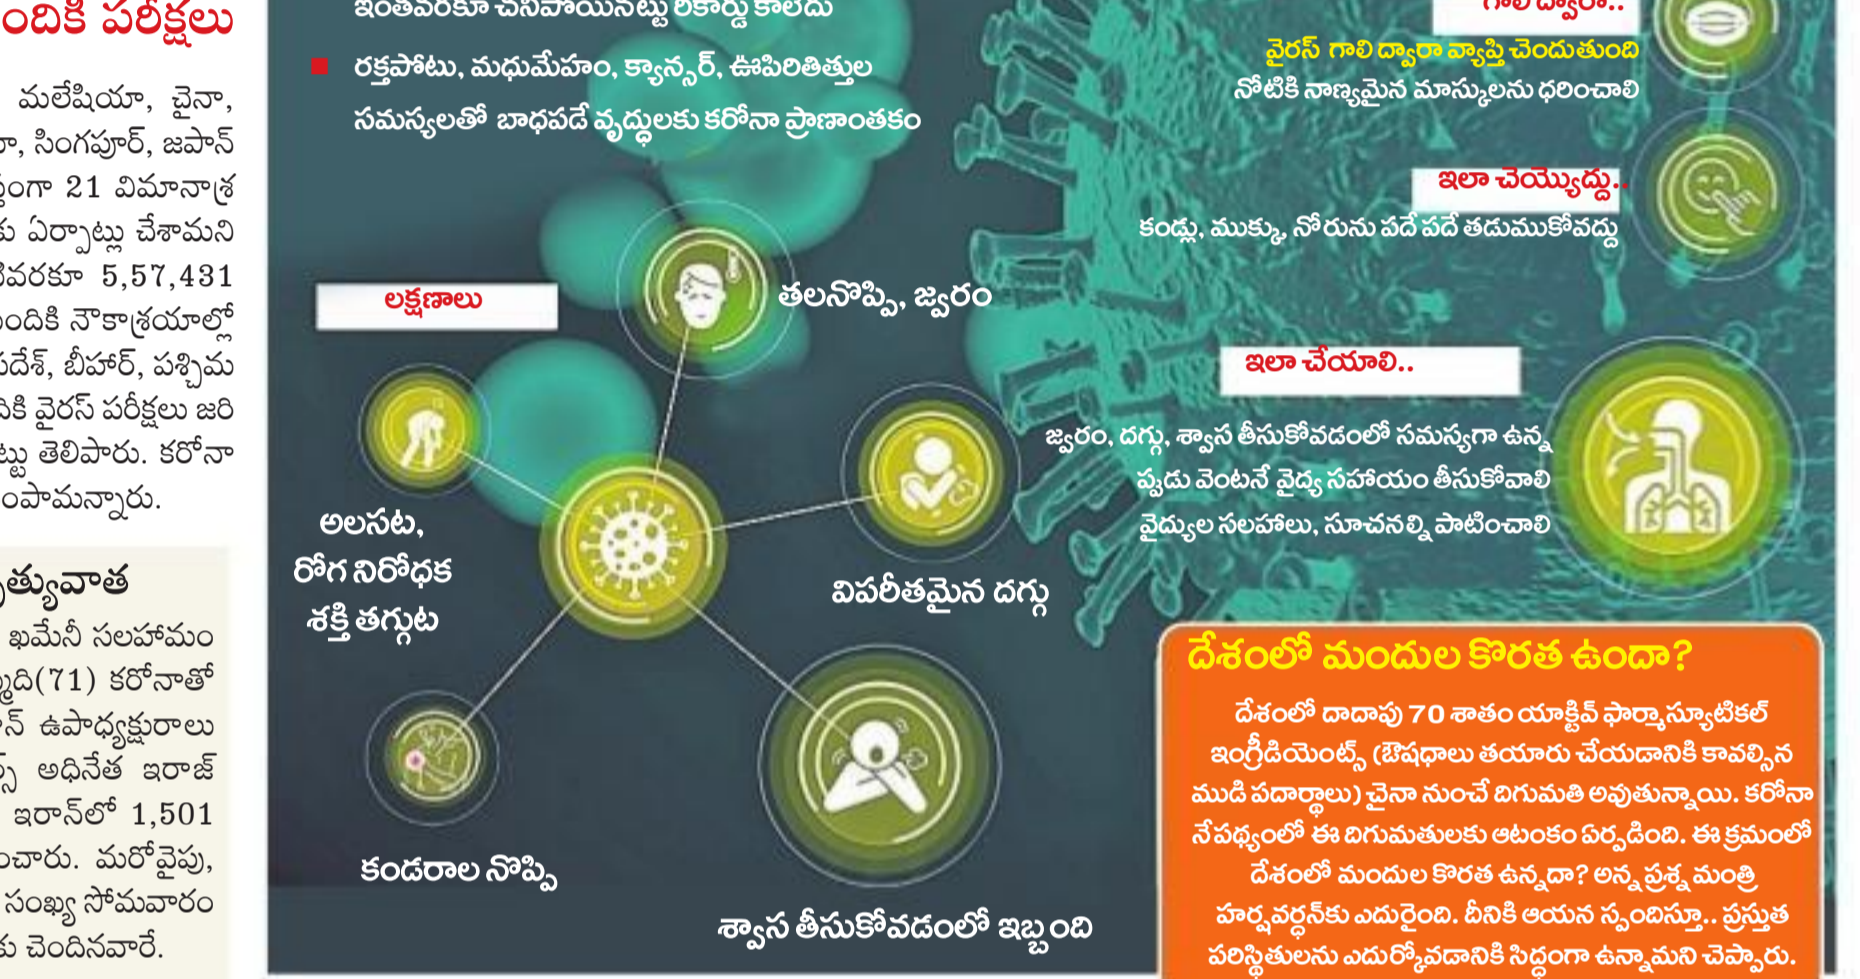 పరీక్షలు
మలేషియా, చైనా,
సింగపూర్, జపాన్
21 విమానాశ్ర
ఏర్పాట్లు చేశామని
5,57,431
నౌకాశ్రయాల్లో
బీహార్, పశ్చిమ
వైరస్ పరీక్షలు జరి
తెలిపారు. కరోనా
ఖమేనీ సలహామం
(71) కరోనాతో
ఉపాధ్యక్షురాలు
అధినేత ఇరాజ్
ఇరాన్‌లో 1,501
మరోవైపు,
సంఖ్య సోమవారం
చెందినవారే.
ఇంతవరకూ చనిపోయినట్టు రికార్డు కాలేదు
రక్తపోటు, మధుమేహం, క్యాన్సర్, ఊపిరితిత్తుల
సమస్యలతో బాధపడే వృద్ధులకు కరోనా ప్రాణాంతకం
లక్షణాలు
తలనొప్పి, జ్వరం
అలసట,
రోగ నిరోధక
శక్తి తగ్గుట
విపరీతమైన దగ్గు
కండరాల నొప్పి
శ్వాస తీసుకోవడంలో ఇబ్బంది
గాలి ద్వారా..
వైరస్ గాలి ద్వారా వ్యాప్తి చెందుతుంది
నోటికి నాణ్యమైన మాస్కులను ధరించాలి
ఇలా చెయ్యొద్దు..
కండ్లు, ముక్కు, నోరును పదే పదే తడుముకోవద్దు
ఇలా చేయాలి..
జ్వరం, దగ్గు, శ్వాస తీసుకోవడంలో సమస్యగా ఉన్న
ప్పుడు వెంటనే వైద్య సహాయం తీసుకోవాలి
వైద్యుల సలహాలు, సూచనల్ని పాటించాలి
దేశంలో మందుల కొరత ఉందా?
దేశంలో దాదాపు 70 శాతం యాక్టివ్ ఫార్మాస్యూటికల్
ఇంగ్రీడియెంట్స్ (ఔషధాలు తయారు చేయడానికి కావల్సిన
ముడి పదార్థాలు) చైనా నుంచే దిగుమతి అవుతున్నాయి. కరోనా
నేపథ్యంలో ఈ దిగుమతులకు ఆటంకం ఏర్పడింది. ఈ క్రమంలో
దేశంలో మందుల కొరత ఉన్నదా? అన్న ప్రశ్న మంత్రి
హర్షవర్ధన్‌కు ఎదురైంది. దీనికి ఆయన స్పందిస్తూ.. ప్రస్తుత
పరిస్థితులను ఎదుర్కోవడానికి సిద్ధంగా ఉన్నామని చెప్పారు.